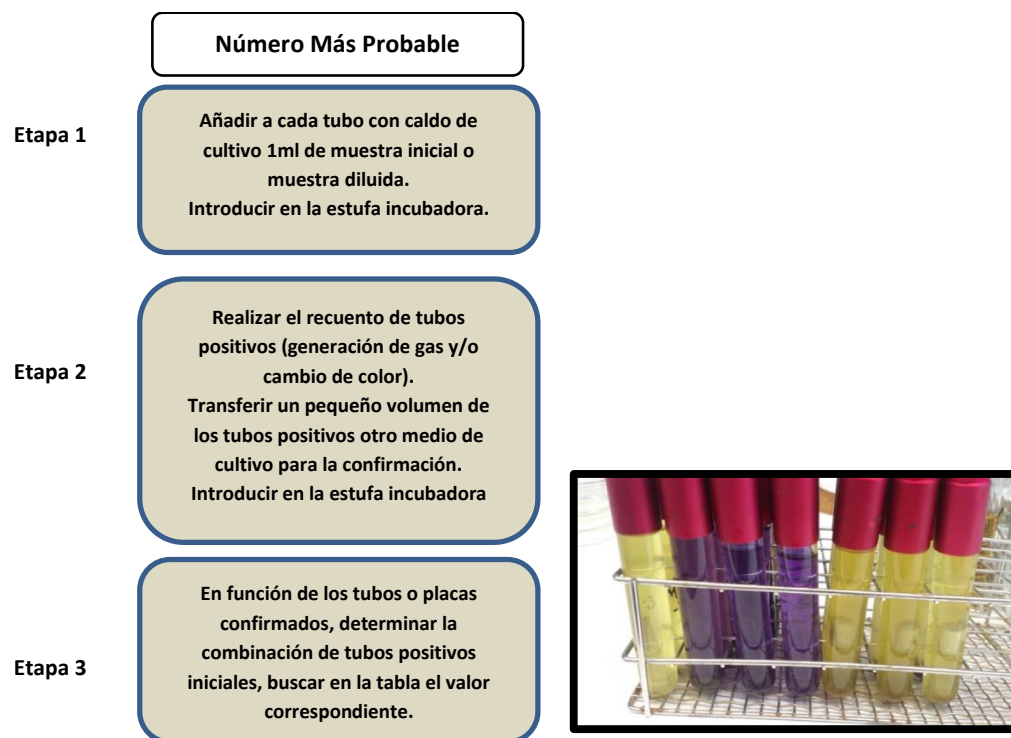 Número Más Probable
Etapa 1
Añadir a cada tubo con caldo de
cultivo 1ml de muestra inicial o
muestra diluida.
Introducir en la estufa incubadora.
Etapa 2
Realizar el recuento de tubos
positivos (generación de gas y/o
cambio de color).
Transferir un pequeño volumen de
los tubos positivos otro medio de
cultivo para la confirmación.
Introducir en la estufa incubadora
Etapa 3
En función de los tubos o placas
confirmados, determinar la
combinación de tubos positivos
iniciales, buscar en la tabla el valor
correspondiente.